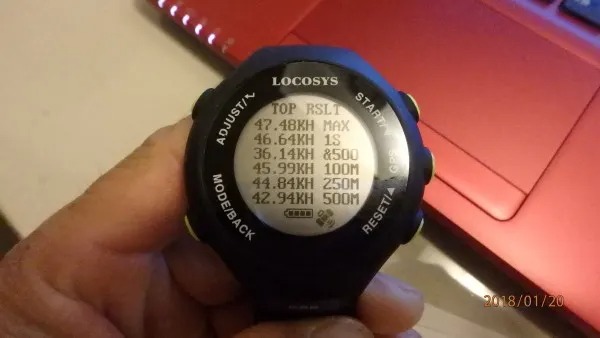 LOCOSYS
ADJUST/
START/
TOP RSLT
47.48KH MAX
46.64KH 1S
36.14KH &500
45.99KH 100M
44.84KH 250M
42.94KH 500M
GPS
MODE/BACK
RESET/▲
2018/01/20